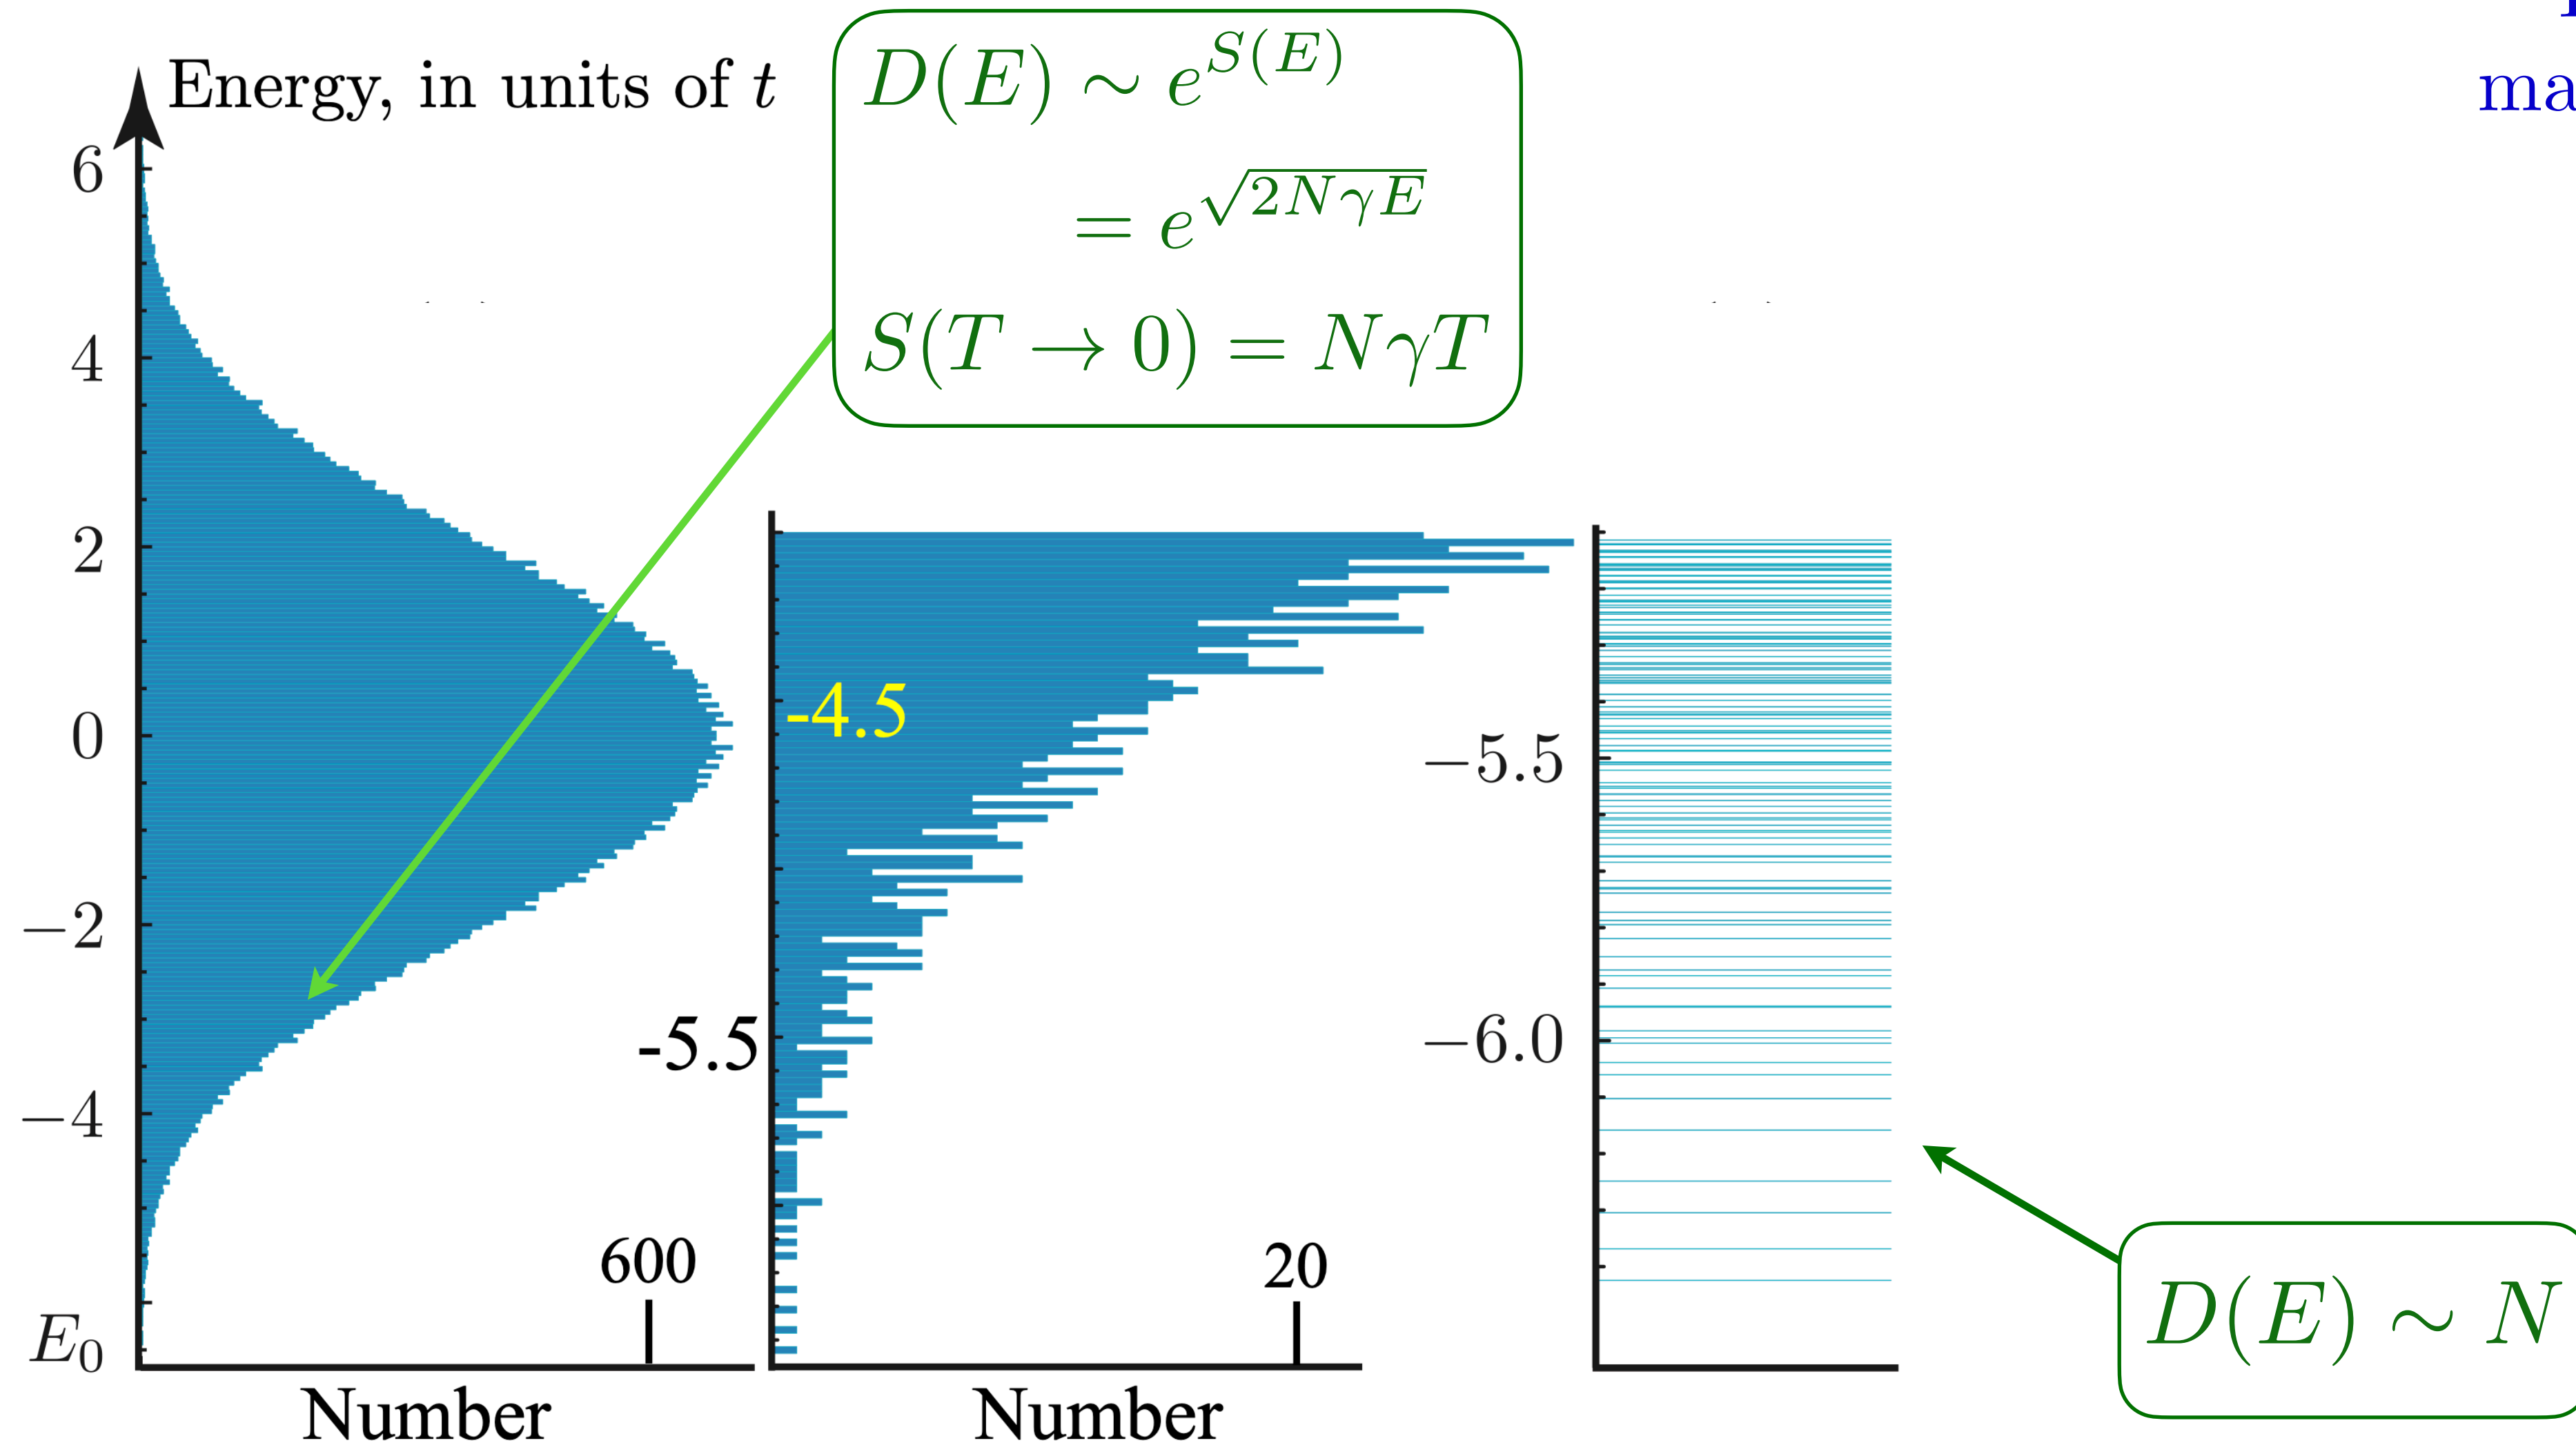 Energy, in units of t
6
4
2
0
−2
−4
E₀
600
Number
D(E) ∼ e^{S(E)}
= e^{√(2NγE)}
S(T → 0) = NγT
-4.5
-5.5
20
Number
−5.5
−6.0
D(E) ∼ N
ma